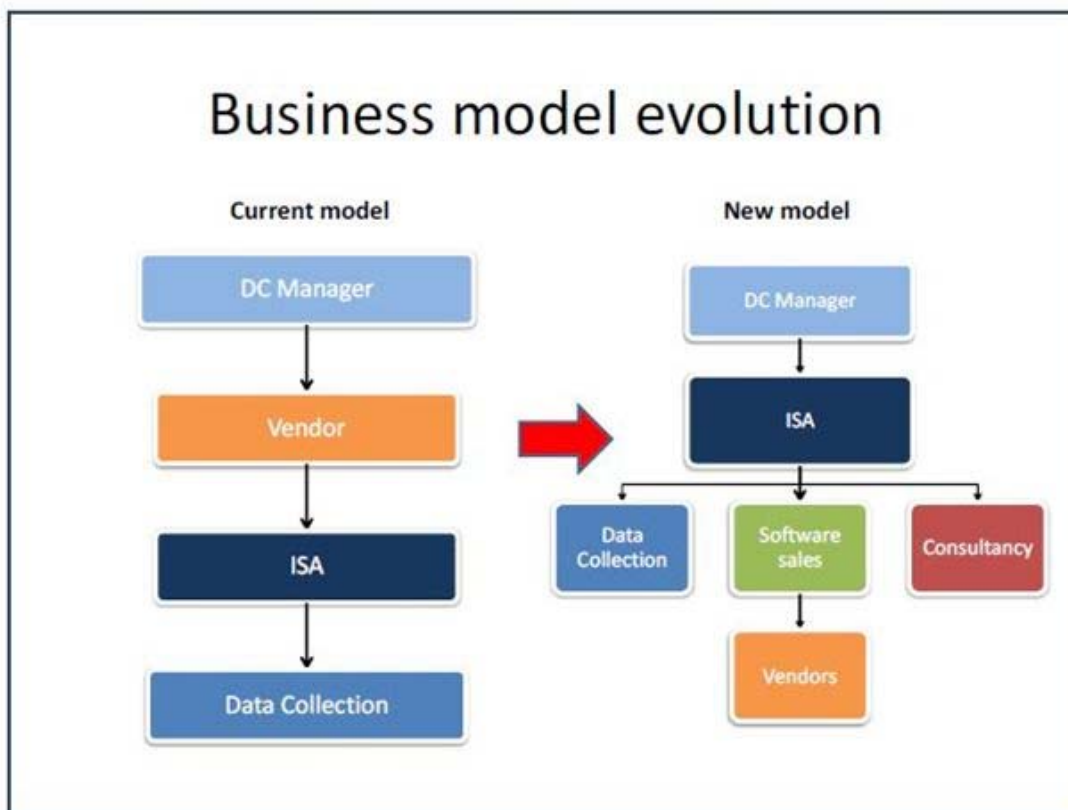 Business model evolution
Current model
DC Manager
Vendor
ISA
Data Collection
New model
DC Manager
ISA
Data
Collection
Software
sales
Consultancy
Vendors